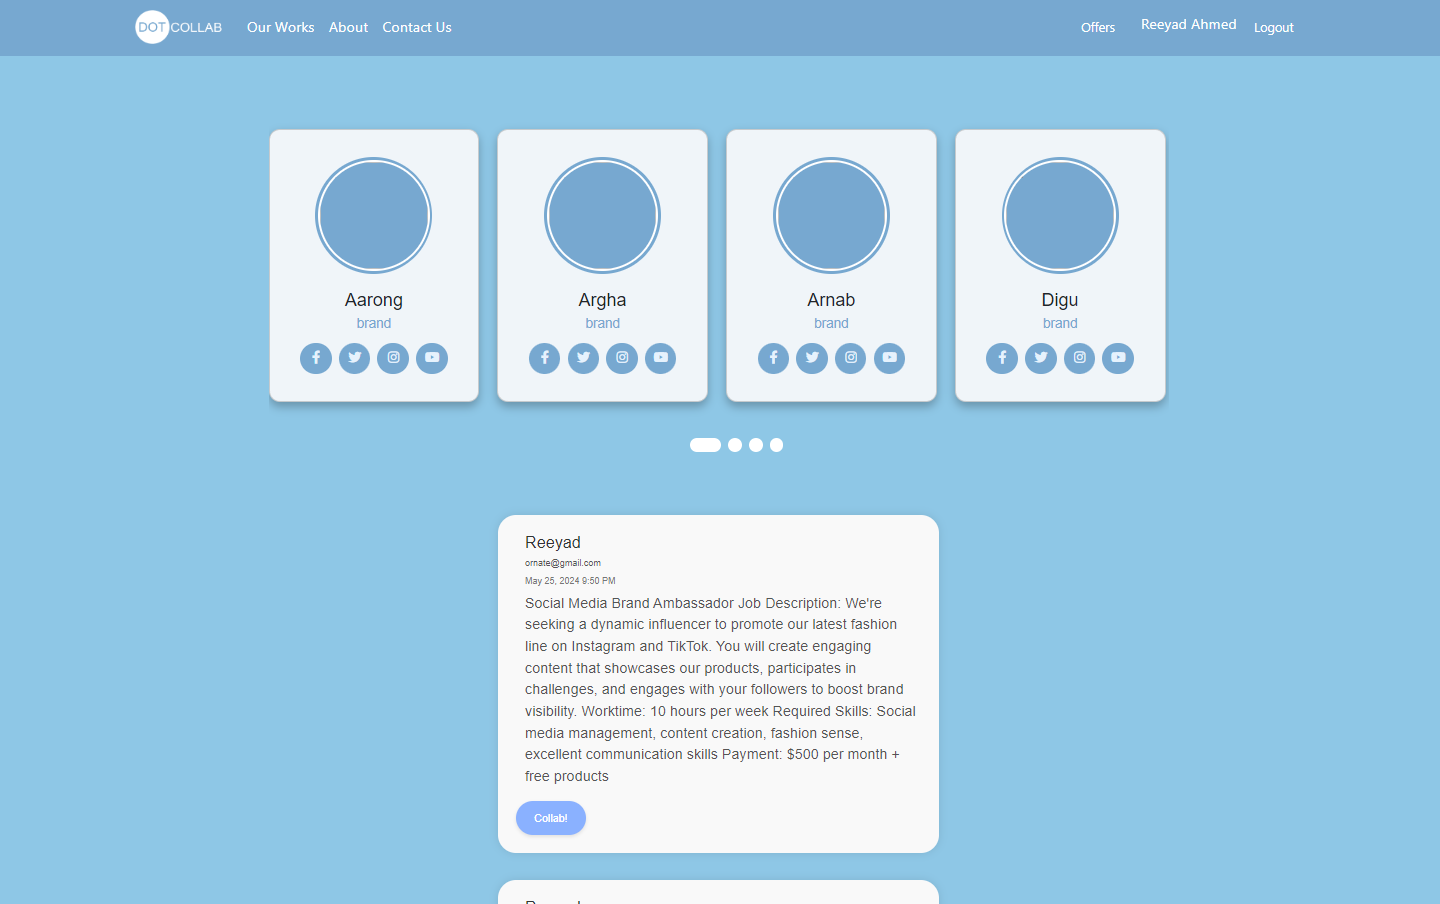 DOT COLLAB Our Works About Contact Us Offers Reeyad Ahmed Logout
Aarong Argha Arnab Digu
brand brand brand brand
Reeyad
ornate@gmail.com
May 25, 2024 9:50 PM
Social Media Brand Ambassador Job Description: We're
seeking a dynamic influencer to promote our latest fashion
line on Instagram and TikTok. You will create engaging
content that showcases our products, participates in
challenges, and engages with your followers to boost brand
visibility. Worktime: 10 hours per week Required Skills: Social
media management, content creation, fashion sense,
excellent communication skills Payment: $500 per month +
free products
Collab!